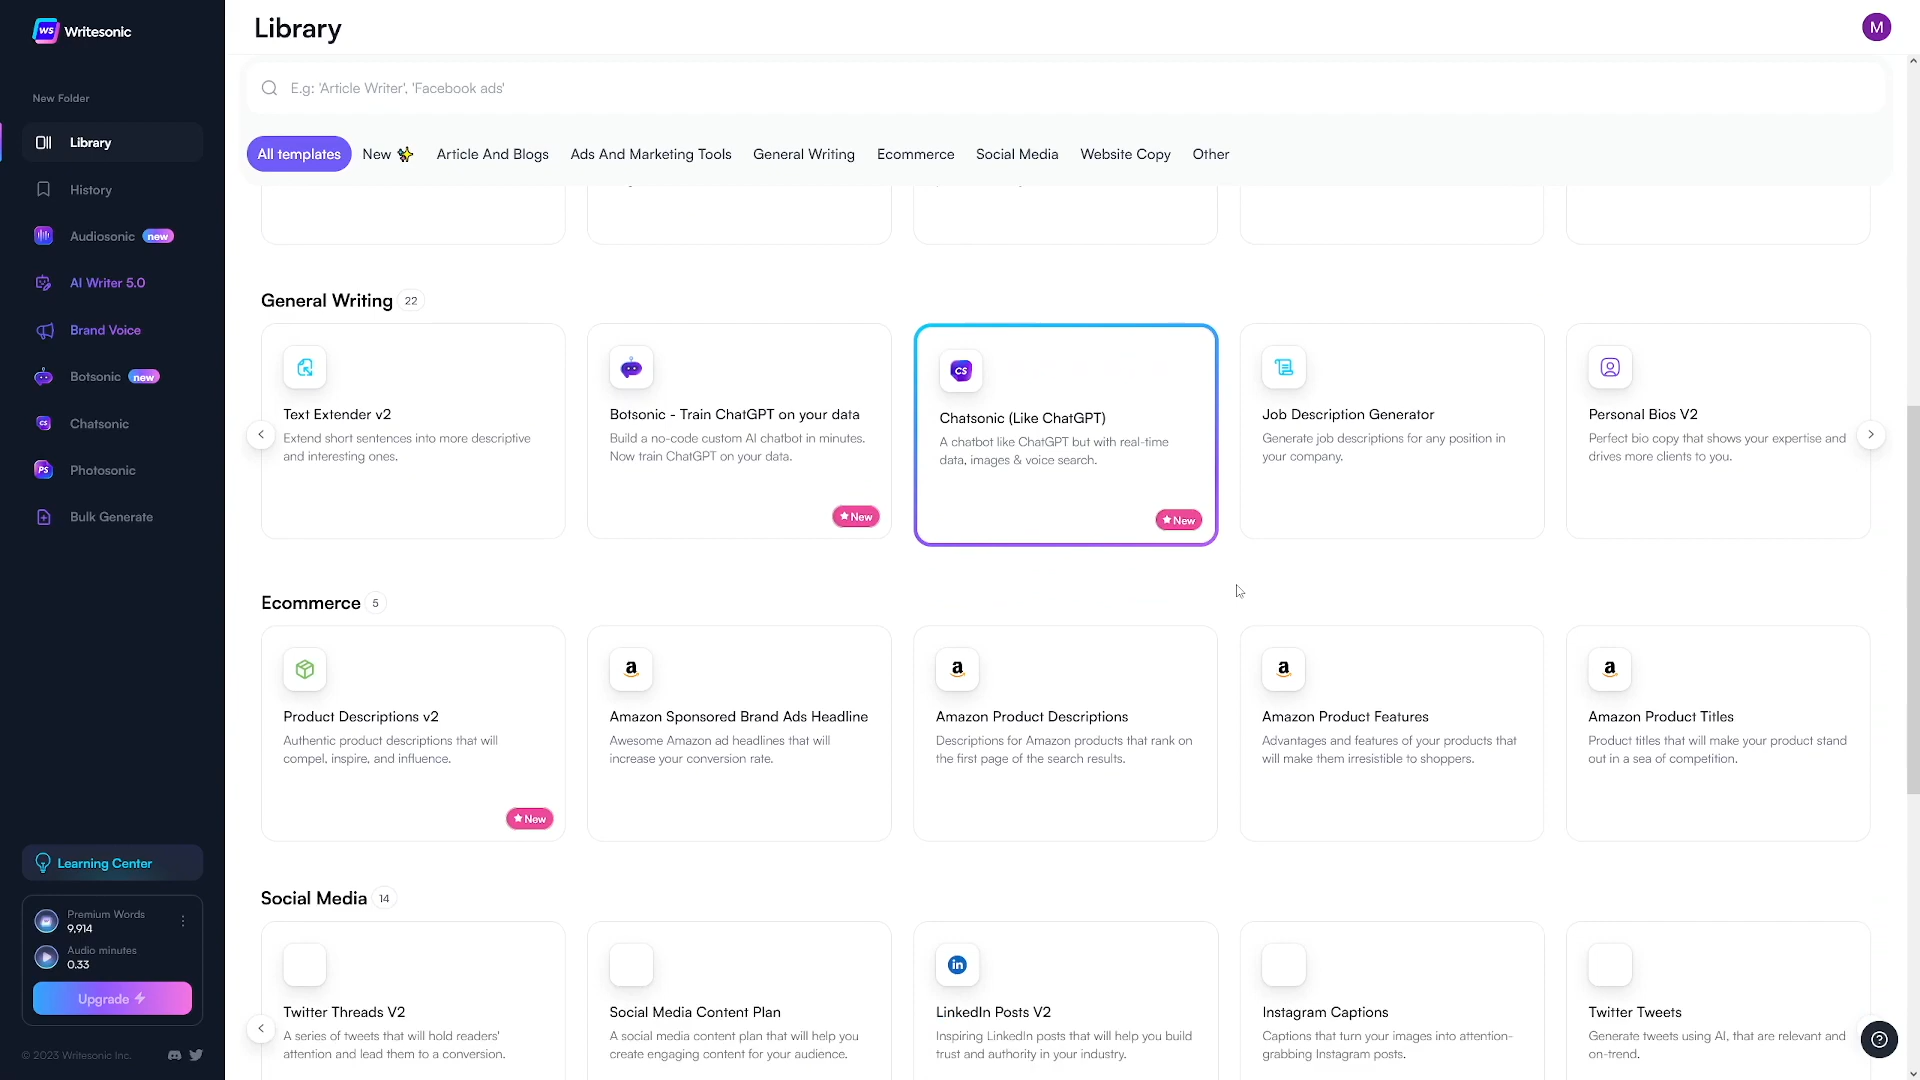 ws Writesonic
Library
M
New Folder
Library
History
Audiosonic new
AI Writer 5.0
Brand Voice
Botsonic new
CS Chatsonic
PS Photosonic
Bulk Generate
Learning Center
Premium Words
9,914
Audio minutes
0.33
Upgrade
© 2023 Writesonic Inc.
E.g: 'Article Writer', 'Facebook ads'
All templates New Article And Blogs Ads And Marketing Tools General Writing Ecommerce Social Media Website Copy Other
General Writing 22
Text Extender v2
Extend short sentences into more descriptive
and interesting ones.
Botsonic - Train ChatGPT on your data
Build a no-code custom AI chatbot in minutes.
Now train ChatGPT on your data.
New
CS
Chatsonic (Like ChatGPT)
A chatbot like ChatGPT but with real-time
data, images & voice search.
New
Job Description Generator
Generate job descriptions for any position in
your company.
Personal Bios V2
Perfect bio copy that shows your expertise and
drives more clients to you.
Ecommerce 5
Product Descriptions v2
Authentic product descriptions that will
compel, inspire, and influence.
New
a
Amazon Sponsored Brand Ads Headline
Awesome Amazon ad headlines that will
increase your conversion rate.
a
Amazon Product Descriptions
Descriptions for Amazon products that rank on
the first page of the search results.
a
Amazon Product Features
Advantages and features of your products that
will make them irresistible to shoppers.
a
Amazon Product Titles
Product titles that will make your product stand
out in a sea of competition.
Social Media 14
Twitter Threads V2
A series of tweets that will hold readers'
attention and lead them to a conversion.
Social Media Content Plan
A social media content plan that will help you
create engaging content for your audience.
in
LinkedIn Posts V2
Inspiring LinkedIn posts that will help you build
trust and authority in your industry.
Instagram Captions
Captions that turn your images into attention-
grabbing Instagram posts.
Twitter Tweets
Generate tweets using AI, that are relevant and
on-trend.